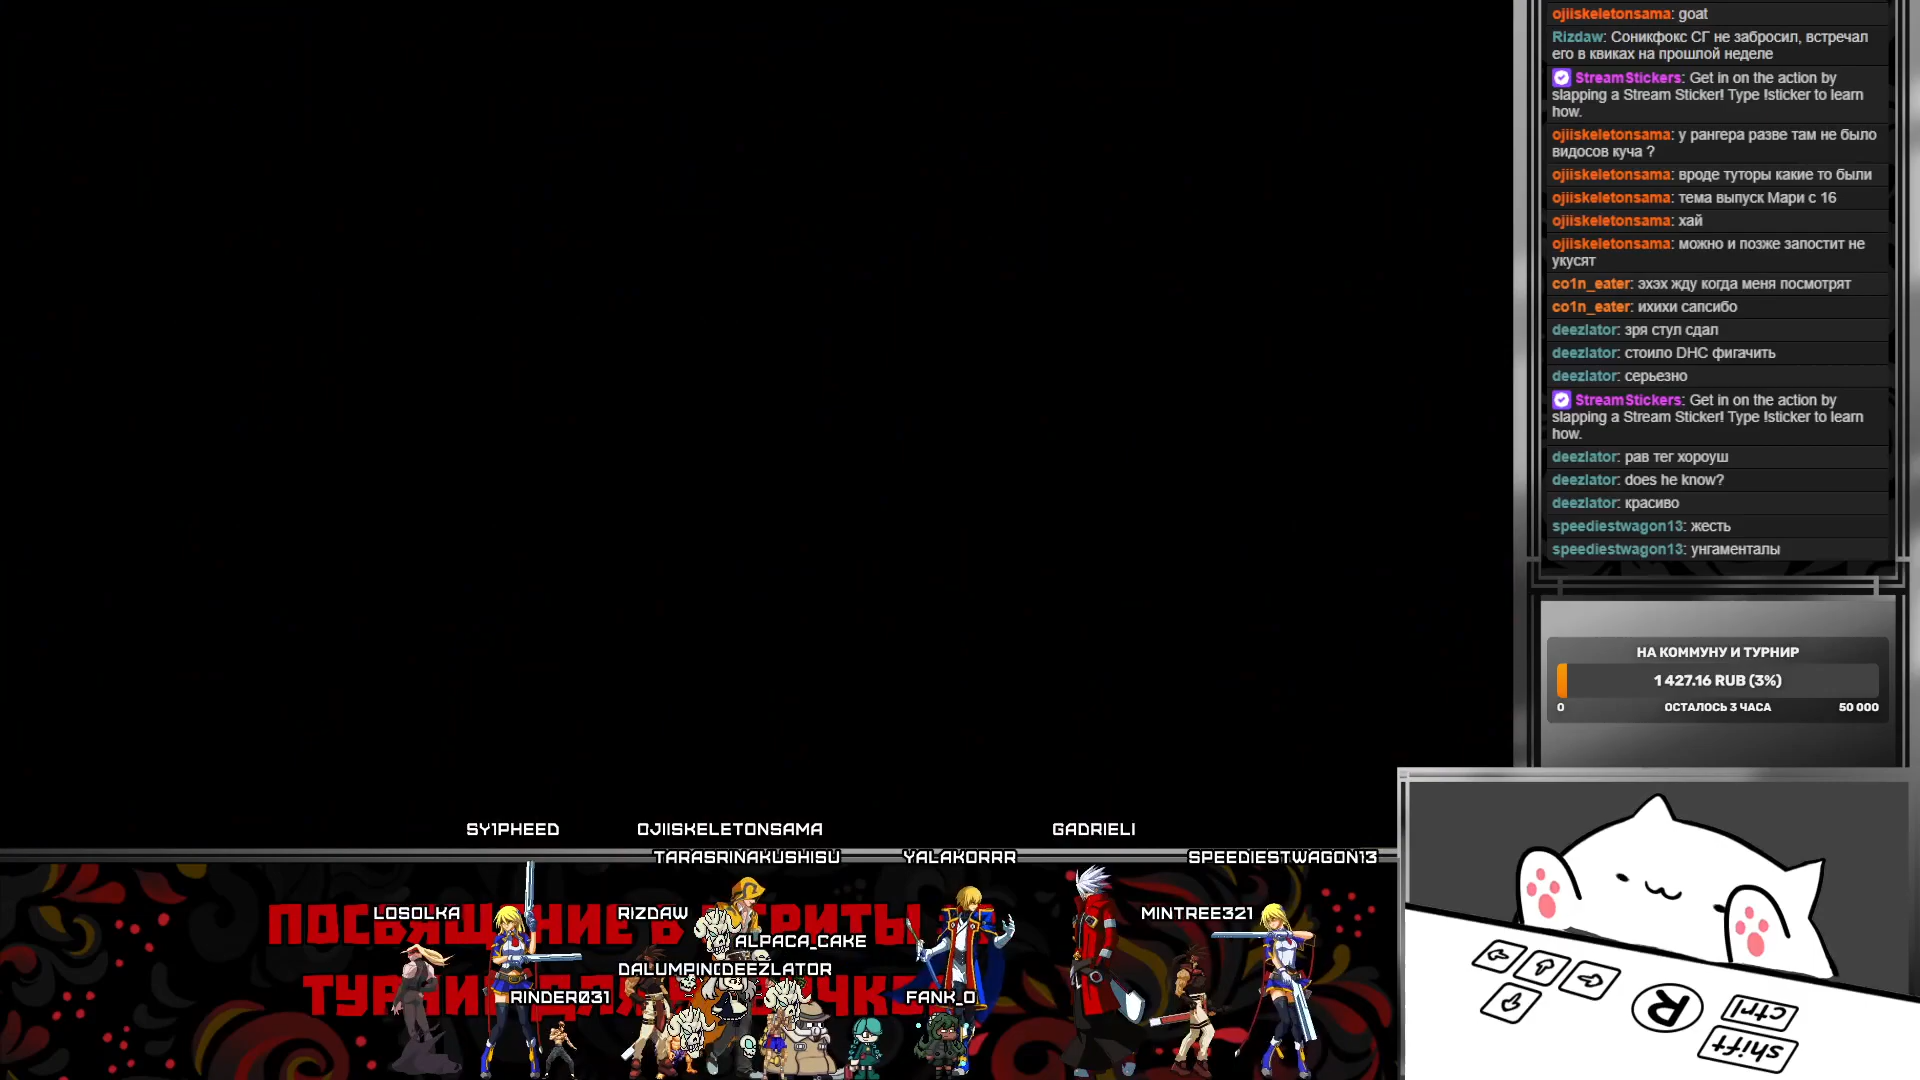 ojiiskeletonsama: goat
Rizdaw: Соникфокс СГ не забросил, встречал
его в квиках на прошлой неделе
StreamStickers: Get in on the action by
slapping a Stream Sticker! Type !sticker to learn
how.
ojiiskeletonsama: у рангера разве там не было
видосов куча ?
ojiiskeletonsama: вроде туторы какие то были
ojiiskeletonsama: тема выпуск Мари с 16
ojiiskeletonsama: хай
ojiiskeletonsama: можно и позже запостит не
укусят
co1n_eater: эхэх жду когда меня посмотрят
co1n_eater: ихихи сапсибо
deezlator: зря стул сдал
deezlator: стоило DHC фигачить
deezlator: серьезно
StreamStickers: Get in on the action by
slapping a Stream Sticker! Type !sticker to learn
how.
deezlator: рав тег хороуш
deezlator: does he know?
deezlator: красиво
speediestwagon13: жесть
speediestwagon13: унгаменталы
НА КОММУНУ И ТУРНИР
1 427.16 RUB (3%)
0 ОСТАЛОСЬ 3 ЧАСА 50 000
SY1PHEED OJIISKELETONSAMA GADRIELI
TARASRINAKUSHISU YALAKORRR SPEEDIESTWAGON13
LOSOLKA RIZDAW MINTREE321
ALPACA_CAKE
DEEZLATOR
RINDER031 FANK_O
R
ctrl
shift